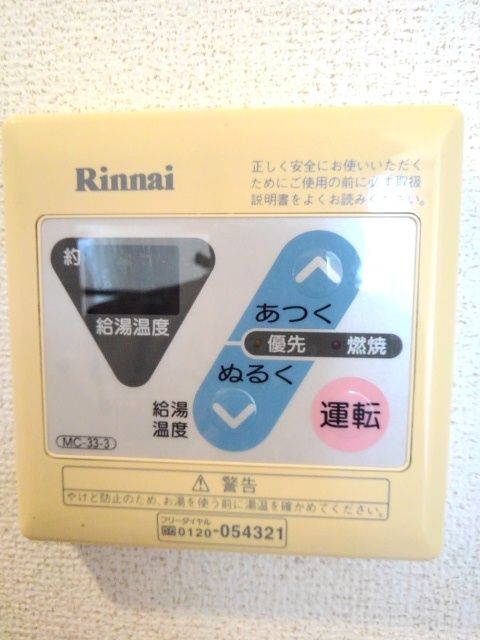 Rinnai
正しく安全にお使いいただく
ためにご使用の前に必ず取扱
説明書をよくお読みください。
約
給湯温度
あつく
優先 燃焼
ぬるく
給湯
温度
運転
MC-33-3
⚠ 警告
やけど防止のため、お湯を使う前に湯温を確かめてください。
フリーダイヤル
0120-054321